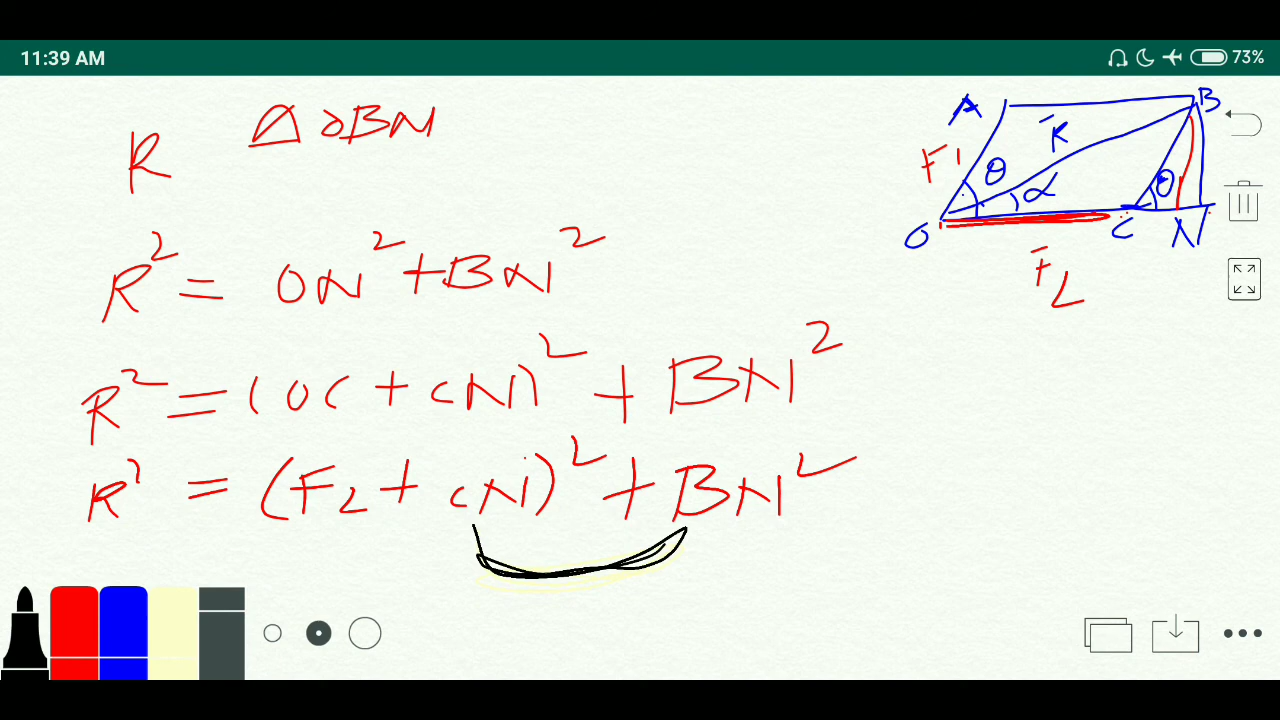 11:39 AM
73%
R
Δ OBN
R² = ON² + BN²
R² = (OC + CN)² + BN²
R² = (F2 + CN)² + BN²
A
B
R
F1
θ
α
θ
O
C
N
F2